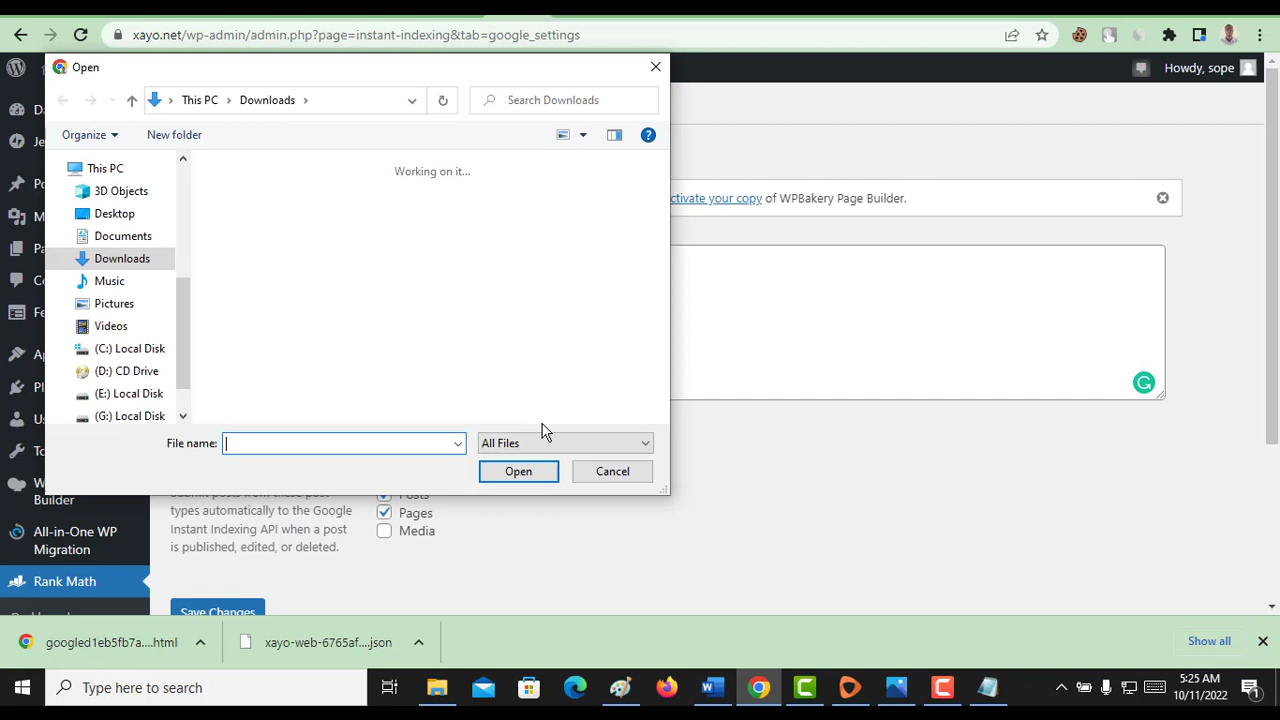 xayo.net/wp-admin/admin.php?page=instant-indexing&tab=google_settings
Open
Howdy, sope
This PC
Downloads
Search Downloads
Organize
New folder
This PC
3D Objects
Desktop
Documents
Downloads
Music
Pictures
Videos
(C:) Local Disk
(D:) CD Drive
(E:) Local Disk
(G:) Local Disk
Working on it...
ctivate your copy of WPBakery Page Builder.
File name:
All Files
Open
Cancel
Builder
All-in-One WP
Migration
Rank Math
Submit posts from these post
types automatically to the Google
Instant Indexing API when a post
is published, edited, or deleted.
Posts
Pages
Media
Save Changes
googled1eb5fb7a....html
xayo-web-6765af....json
Show all
Type here to search
5:25 AM
10/11/2022
1